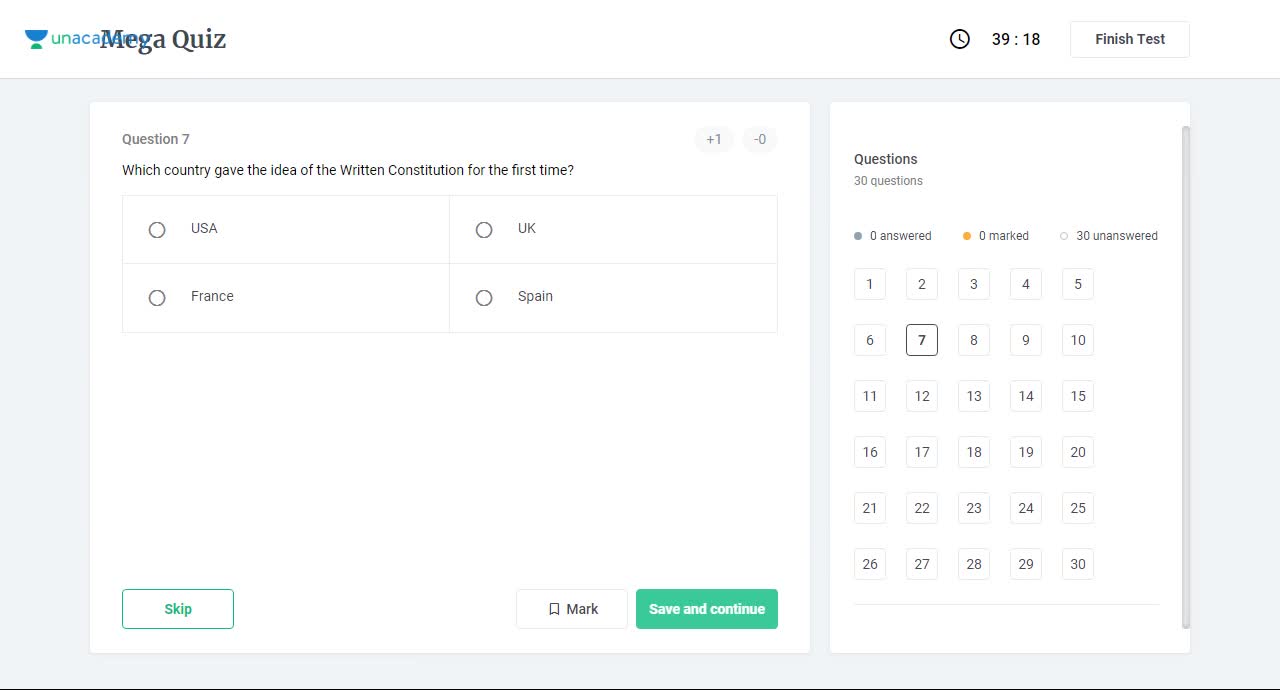 unacademy Mega Quiz
39 : 18
Finish Test
Question 7
+1 -0
Which country gave the idea of the Written Constitution for the first time?
USA
UK
France
Spain
Skip
Mark
Save and continue
Questions
30 questions
0 answered 0 marked 30 unanswered
1 2 3 4 5
6 7 8 9 10
11 12 13 14 15
16 17 18 19 20
21 22 23 24 25
26 27 28 29 30